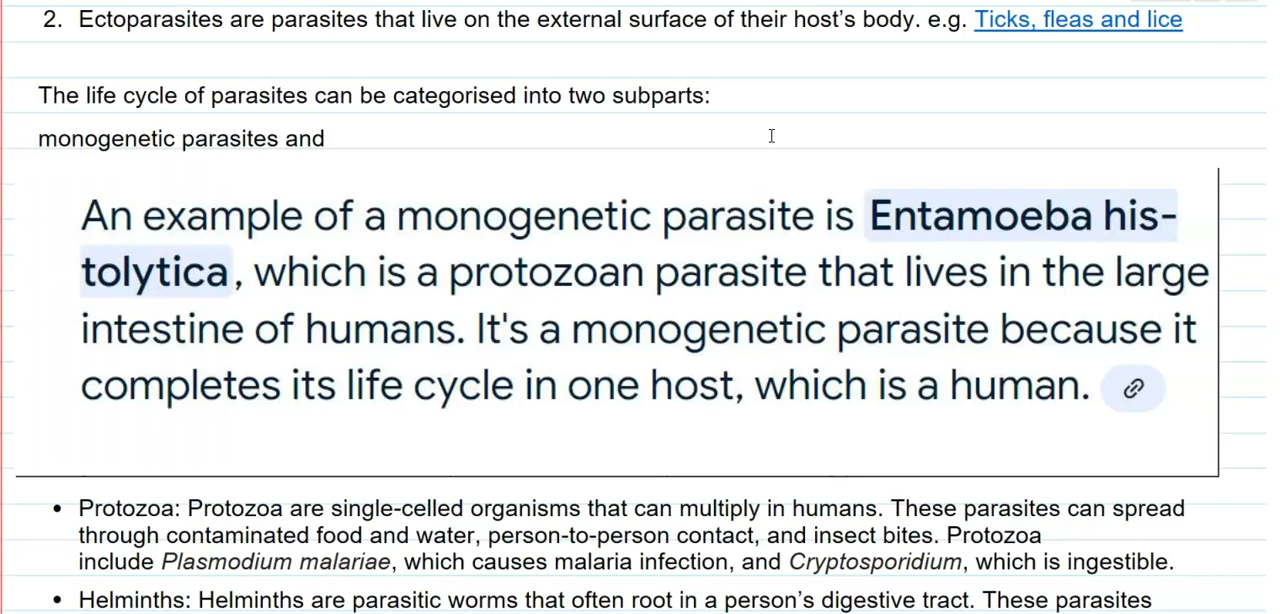 2. Ectoparasites are parasites that live on the external surface of their host's body. e.g. Ticks, fleas and lice
The life cycle of parasites can be categorised into two subparts:
monogenetic parasites and
An example of a monogenetic parasite is Entamoeba his-
tolytica, which is a protozoan parasite that lives in the large
intestine of humans. It's a monogenetic parasite because it
completes its life cycle in one host, which is a human.
• Protozoa: Protozoa are single-celled organisms that can multiply in humans. These parasites can spread
through contaminated food and water, person-to-person contact, and insect bites. Protozoa
include Plasmodium malariae, which causes malaria infection, and Cryptosporidium, which is ingestible.
• Helminths: Helminths are parasitic worms that often root in a person's digestive tract. These parasites